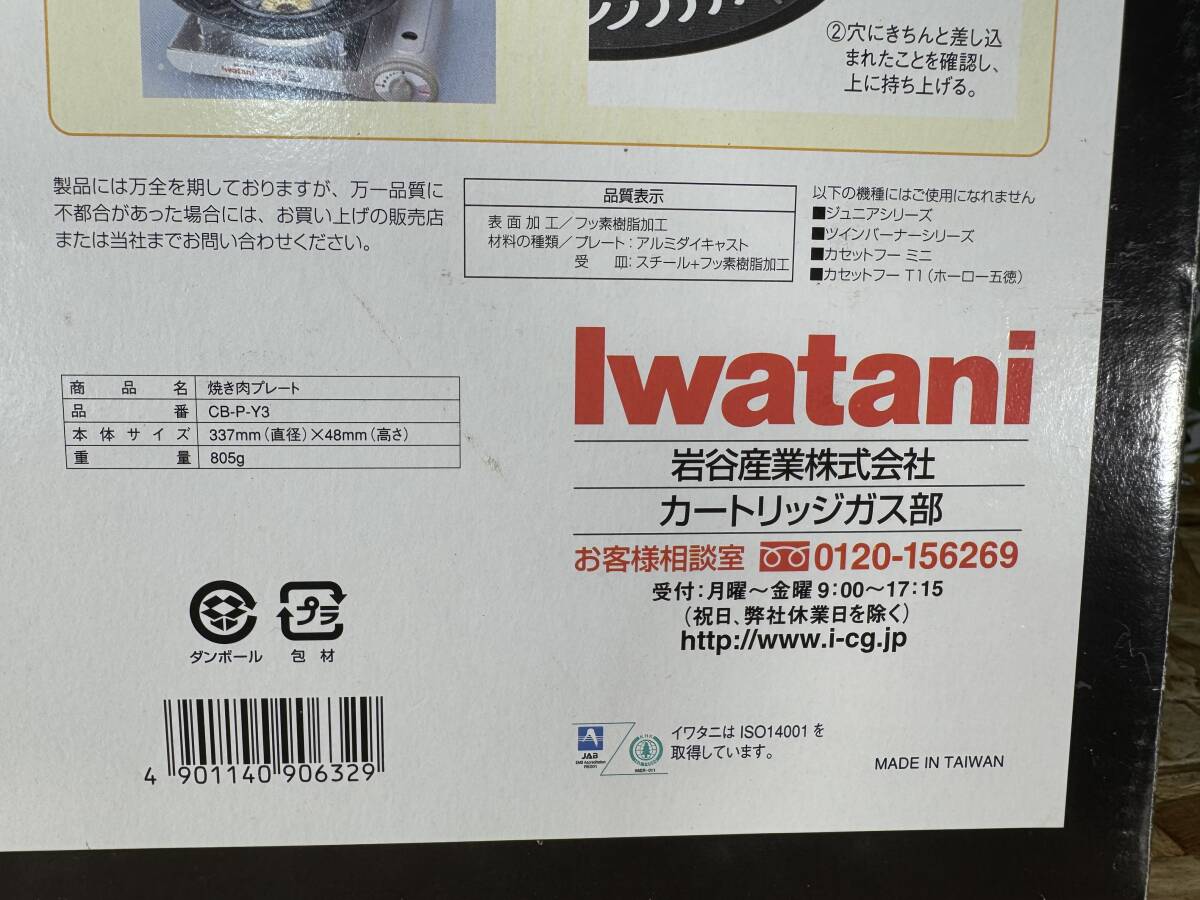 Iwatani
②穴にきちんと差し込
まれたことを確認し、
上に持ち上げる。
製品には万全を期しておりますが、万一品質に
不都合があった場合には、お買い上げの販売店
または当社までお問い合わせください。
品質表示
表面加工/フッ素樹脂加工
材料の種類/プレート:アルミダイキャスト
受 皿:スチール+フッ素樹脂加工
以下の機種にはご使用になれません
■ジュニアシリーズ
■ツインバーナーシリーズ
■カセットフー ミニ
■カセットフー T1(ホーロー五徳)
商品名 焼き肉プレート
品番 CB-P-Y3
本体サイズ 337mm(直径)×48mm(高さ)
重量 805g
Iwatani
岩谷産業株式会社
カートリッジガス部
お客様相談室 0120-156269
受付:月曜～金曜 9:00～17:15
(祝日、弊社休業日を除く)
http://www.i-cg.jp
プラ
ダンボール 包材
4 901140 906329
JAB
イワタニは ISO14001 を
取得しています。
MADE IN TAIWAN